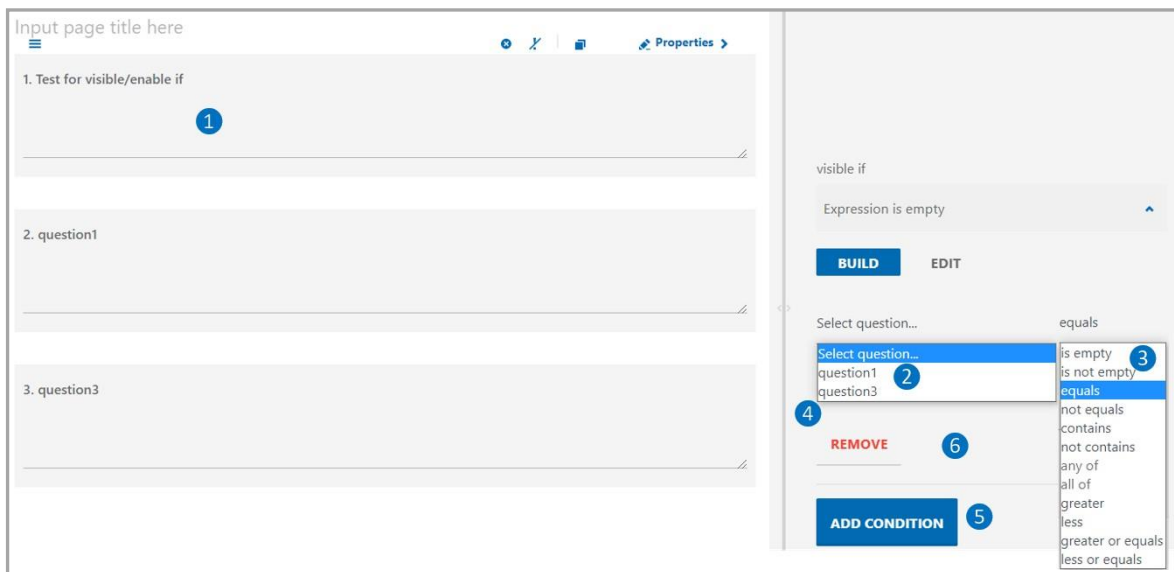 Input page title here
Properties
1. Test for visible/enable if
1
2. question1
3. question3
visible if
Expression is empty
BUILD EDIT
Select question... equals
Select question...
question1
question3
2
is empty
is not empty
equals
not equals
contains
not contains
any of
all of
greater
less
greater or equals
less or equals
3
4
REMOVE
6
ADD CONDITION
5